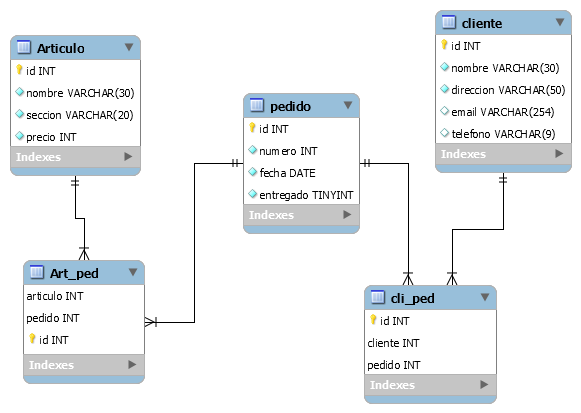 Articulo
id INT
nombre VARCHAR(30)
seccion VARCHAR(20)
precio INT
Indexes
cliente
id INT
nombre VARCHAR(30)
direccion VARCHAR(50)
email VARCHAR(254)
telefono VARCHAR(9)
Indexes
pedido
id INT
numero INT
fecha DATE
entregado TINYINT
Indexes
Art_ped
articulo INT
pedido INT
id INT
Indexes
cli_ped
id INT
cliente INT
pedido INT
Indexes